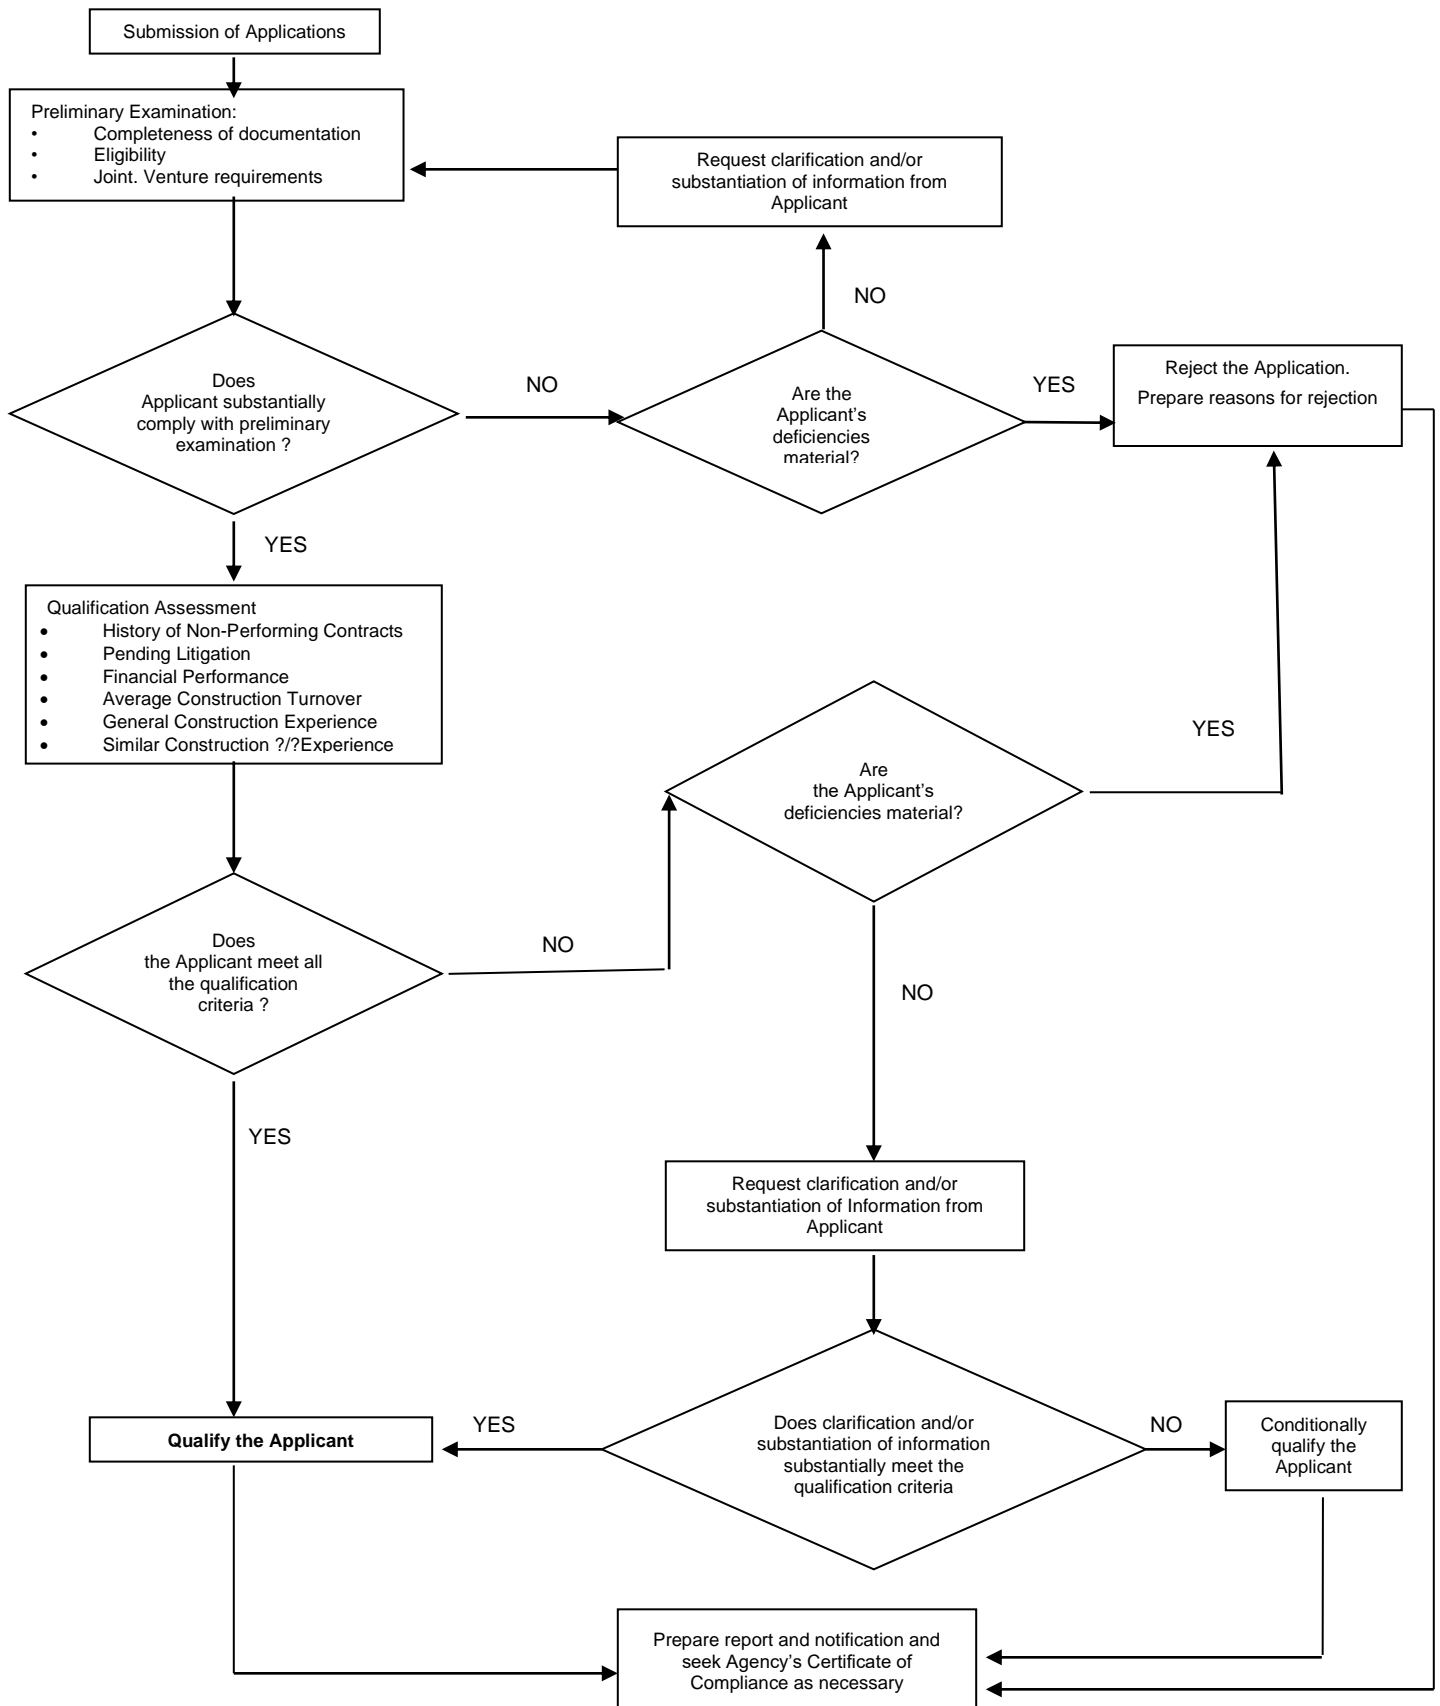 Submission of Applications
Preliminary Examination:
• Completeness of documentation
• Eligibility
• Joint. Venture requirements
Request clarification and/or
substantiation of information from
Applicant
NO
Does
Applicant substantially
comply with preliminary
examination ?
NO
Are the
Applicant's
deficiencies
material?
YES
Reject the Application.
Prepare reasons for rejection
YES
Qualification Assessment
• History of Non-Performing Contracts
• Pending Litigation
• Financial Performance
• Average Construction Turnover
• General Construction Experience
• Similar Construction ?/?Experience
Are
the Applicant's
deficiencies material?
YES
Does
the Applicant meet all
the qualification
criteria ?
NO
NO
YES
Request clarification and/or
substantiation of Information from
Applicant
Qualify the Applicant
YES
Does clarification and/or
substantiation of information
substantially meet the
qualification criteria
NO
Conditionally
qualify the
Applicant
Prepare report and notification and
seek Agency's Certificate of
Compliance as necessary